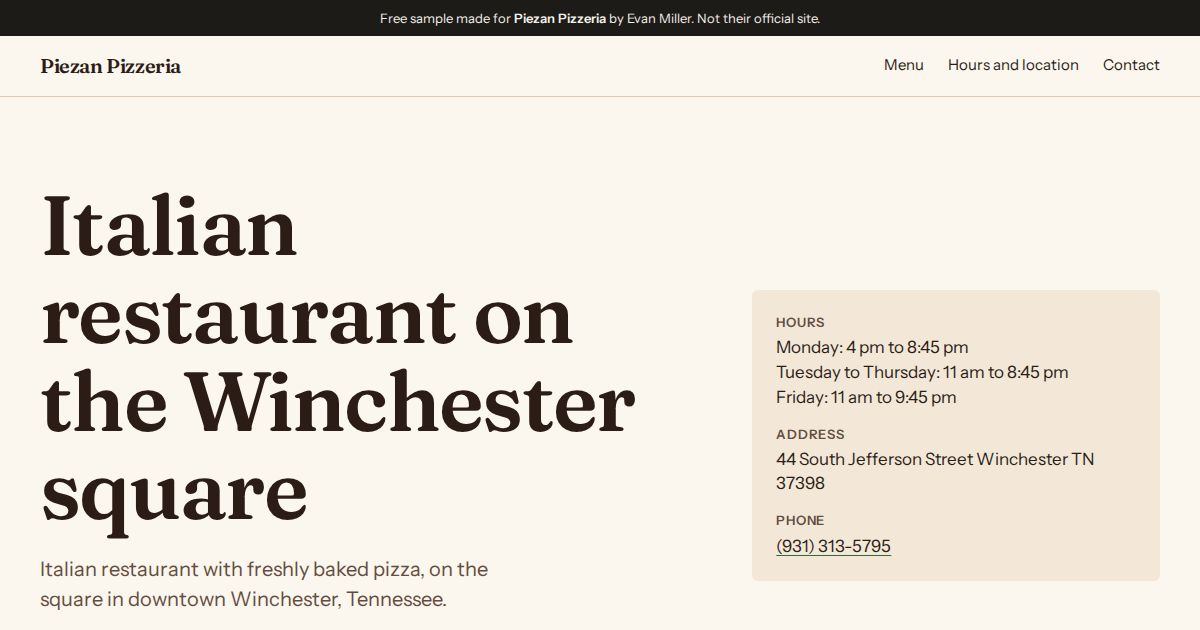 Free sample made for Piezan Pizzeria by Evan Miller. Not their official site.
Piezan Pizzeria
Menu
Hours and location
Contact
Italian
restaurant on
the Winchester
square
Italian restaurant with freshly baked pizza, on the
square in downtown Winchester, Tennessee.
HOURS
Monday: 4 pm to 8:45 pm
Tuesday to Thursday: 11 am to 8:45 pm
Friday: 11 am to 9:45 pm
ADDRESS
44 South Jefferson Street Winchester TN
37398
PHONE
(931) 313-5795